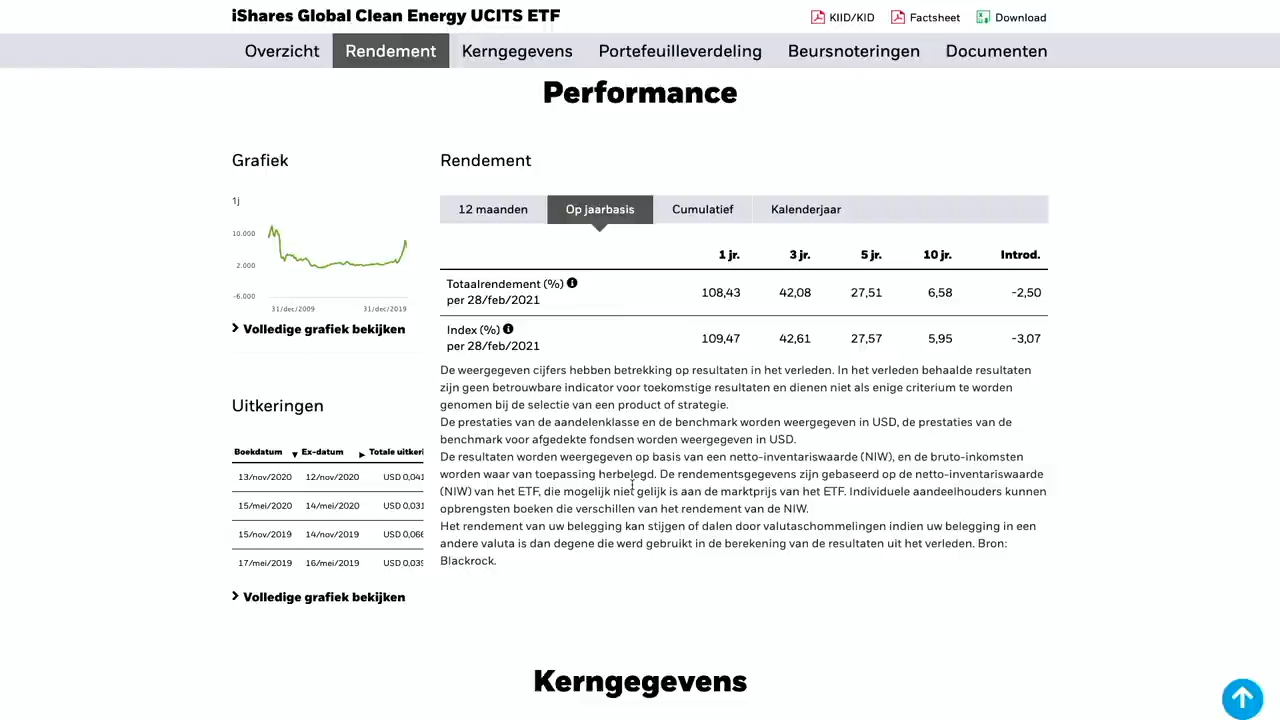 iShares Global Clean Energy UCITS ETF
KIID/KID Factsheet Download
Overzicht Rendement Kerngegevens Portefeuilleverdeling Beursnoteringen Documenten
Performance
Grafiek
1j
10.000
2.000
-6.000
31/dec/2009 31/dec/2019
Volledige grafiek bekijken
Uitkeringen
Boekdatum Ex-datum Totale uitkeri
13/nov/2020 12/nov/2020 USD 0,041
15/mei/2020 14/mei/2020 USD 0,031
15/nov/2019 14/nov/2019 USD 0,066
17/mei/2019 16/mei/2019 USD 0,039
Volledige grafiek bekijken
Rendement
12 maanden Op jaarbasis Cumulatief Kalenderjaar
1 jr. 3 jr. 5 jr. 10 jr. Introd.
Totaalrendement (%)
per 28/feb/2021 108,43 42,08 27,51 6,58 -2,50
Index (%)
per 28/feb/2021 109,47 42,61 27,57 5,95 -3,07
De weergegeven cijfers hebben betrekking op resultaten in het verleden. In het verleden behaalde resultaten
zijn geen betrouwbare indicator voor toekomstige resultaten en dienen niet als enige criterium te worden
genomen bij de selectie van een product of strategie.
De prestaties van de aandelenklasse en de benchmark worden weergegeven in USD, de prestaties van de
benchmark voor afgedekte fondsen worden weergegeven in USD.
De resultaten worden weergegeven op basis van een netto-inventariswaarde (NIW), en de bruto-inkomsten
worden waar van toepassing herbelegd. De rendementsgegevens zijn gebaseerd op de netto-inventariswaarde
(NIW) van het ETF, die mogelijk niet gelijk is aan de marktprijs van het ETF. Individuele aandeelhouders kunnen
opbrengsten boeken die verschillen van het rendement van de NIW.
Het rendement van uw belegging kan stijgen of dalen door valutaschommelingen indien uw belegging in een
andere valuta is dan degene die werd gebruikt in de berekening van de resultaten uit het verleden. Bron:
Blackrock.
Kerngegevens